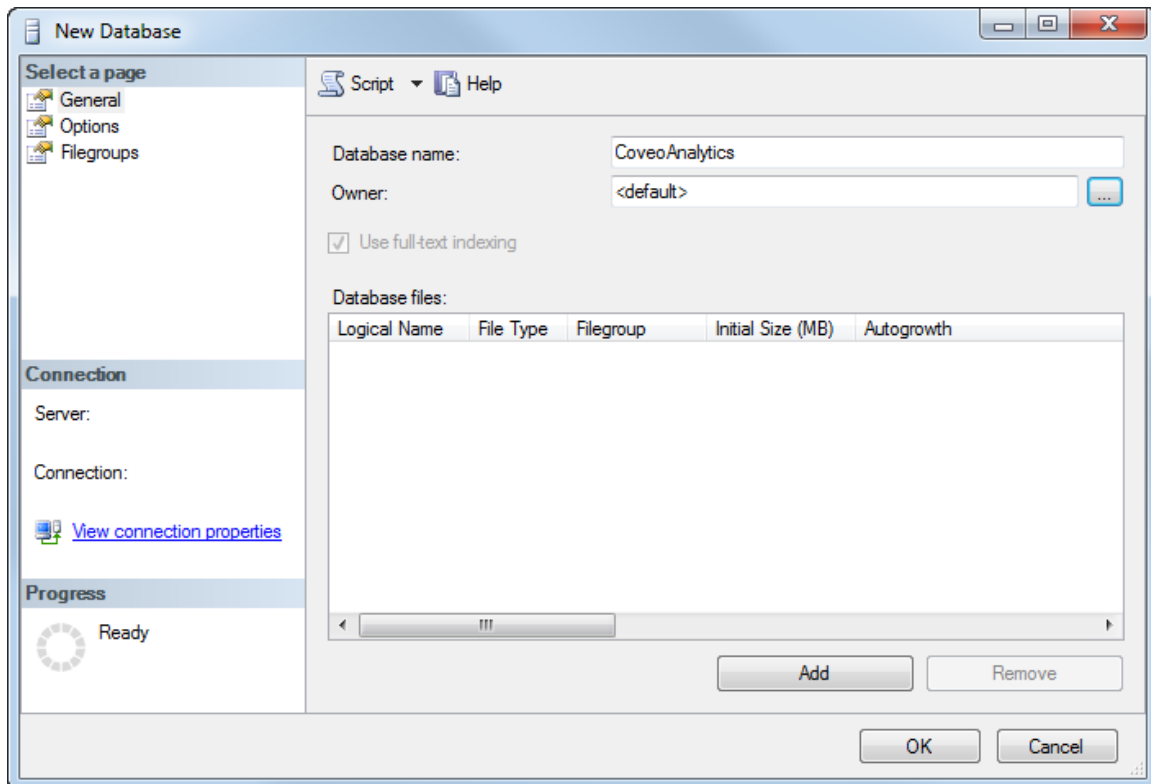 New Database
Select a page
General
Options
Filegroups
Connection
Server:
Connection:
View connection properties
Progress
Ready
Script Help
Database name: CoveoAnalytics
Owner: <default> ...
Use full-text indexing
Database files:
Logical Name File Type Filegroup Initial Size (MB) Autogrowth
Add Remove
OK Cancel